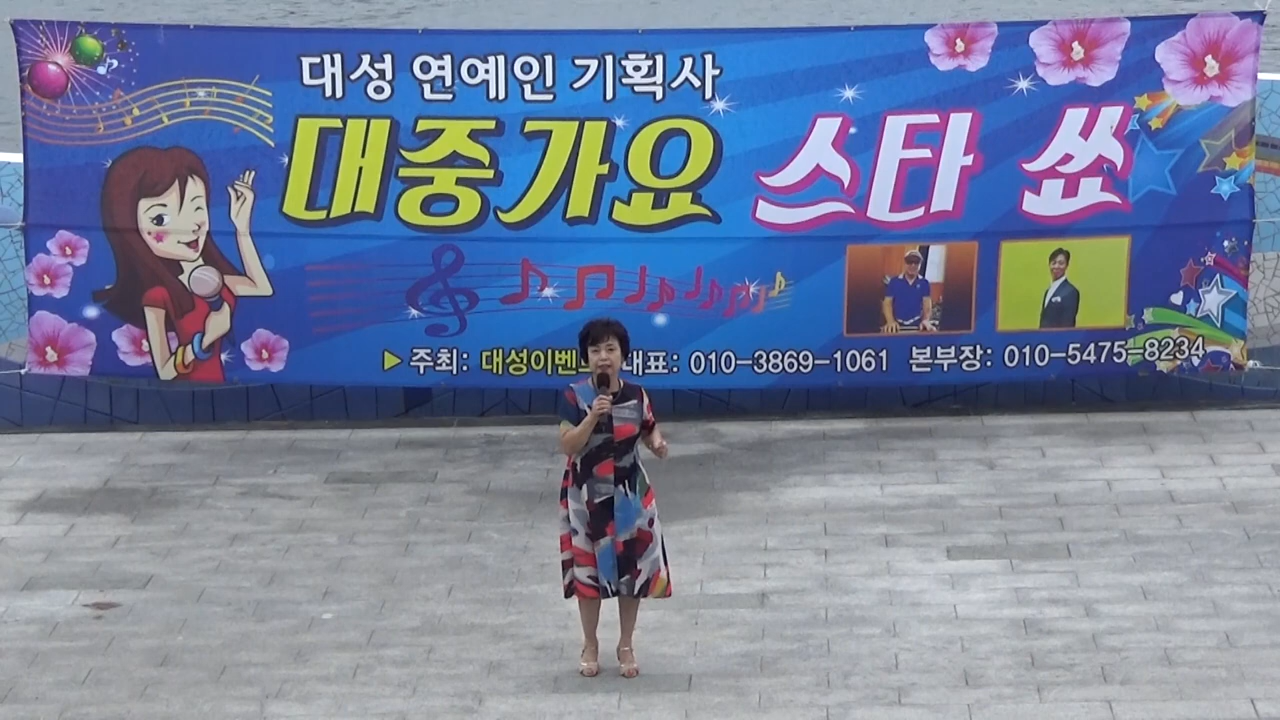 대성 연예인 기획사
대중가요 스타 쑈
▶주최: 대성이벤 대표: 010-3869-1061 본부장: 010-5475-8234